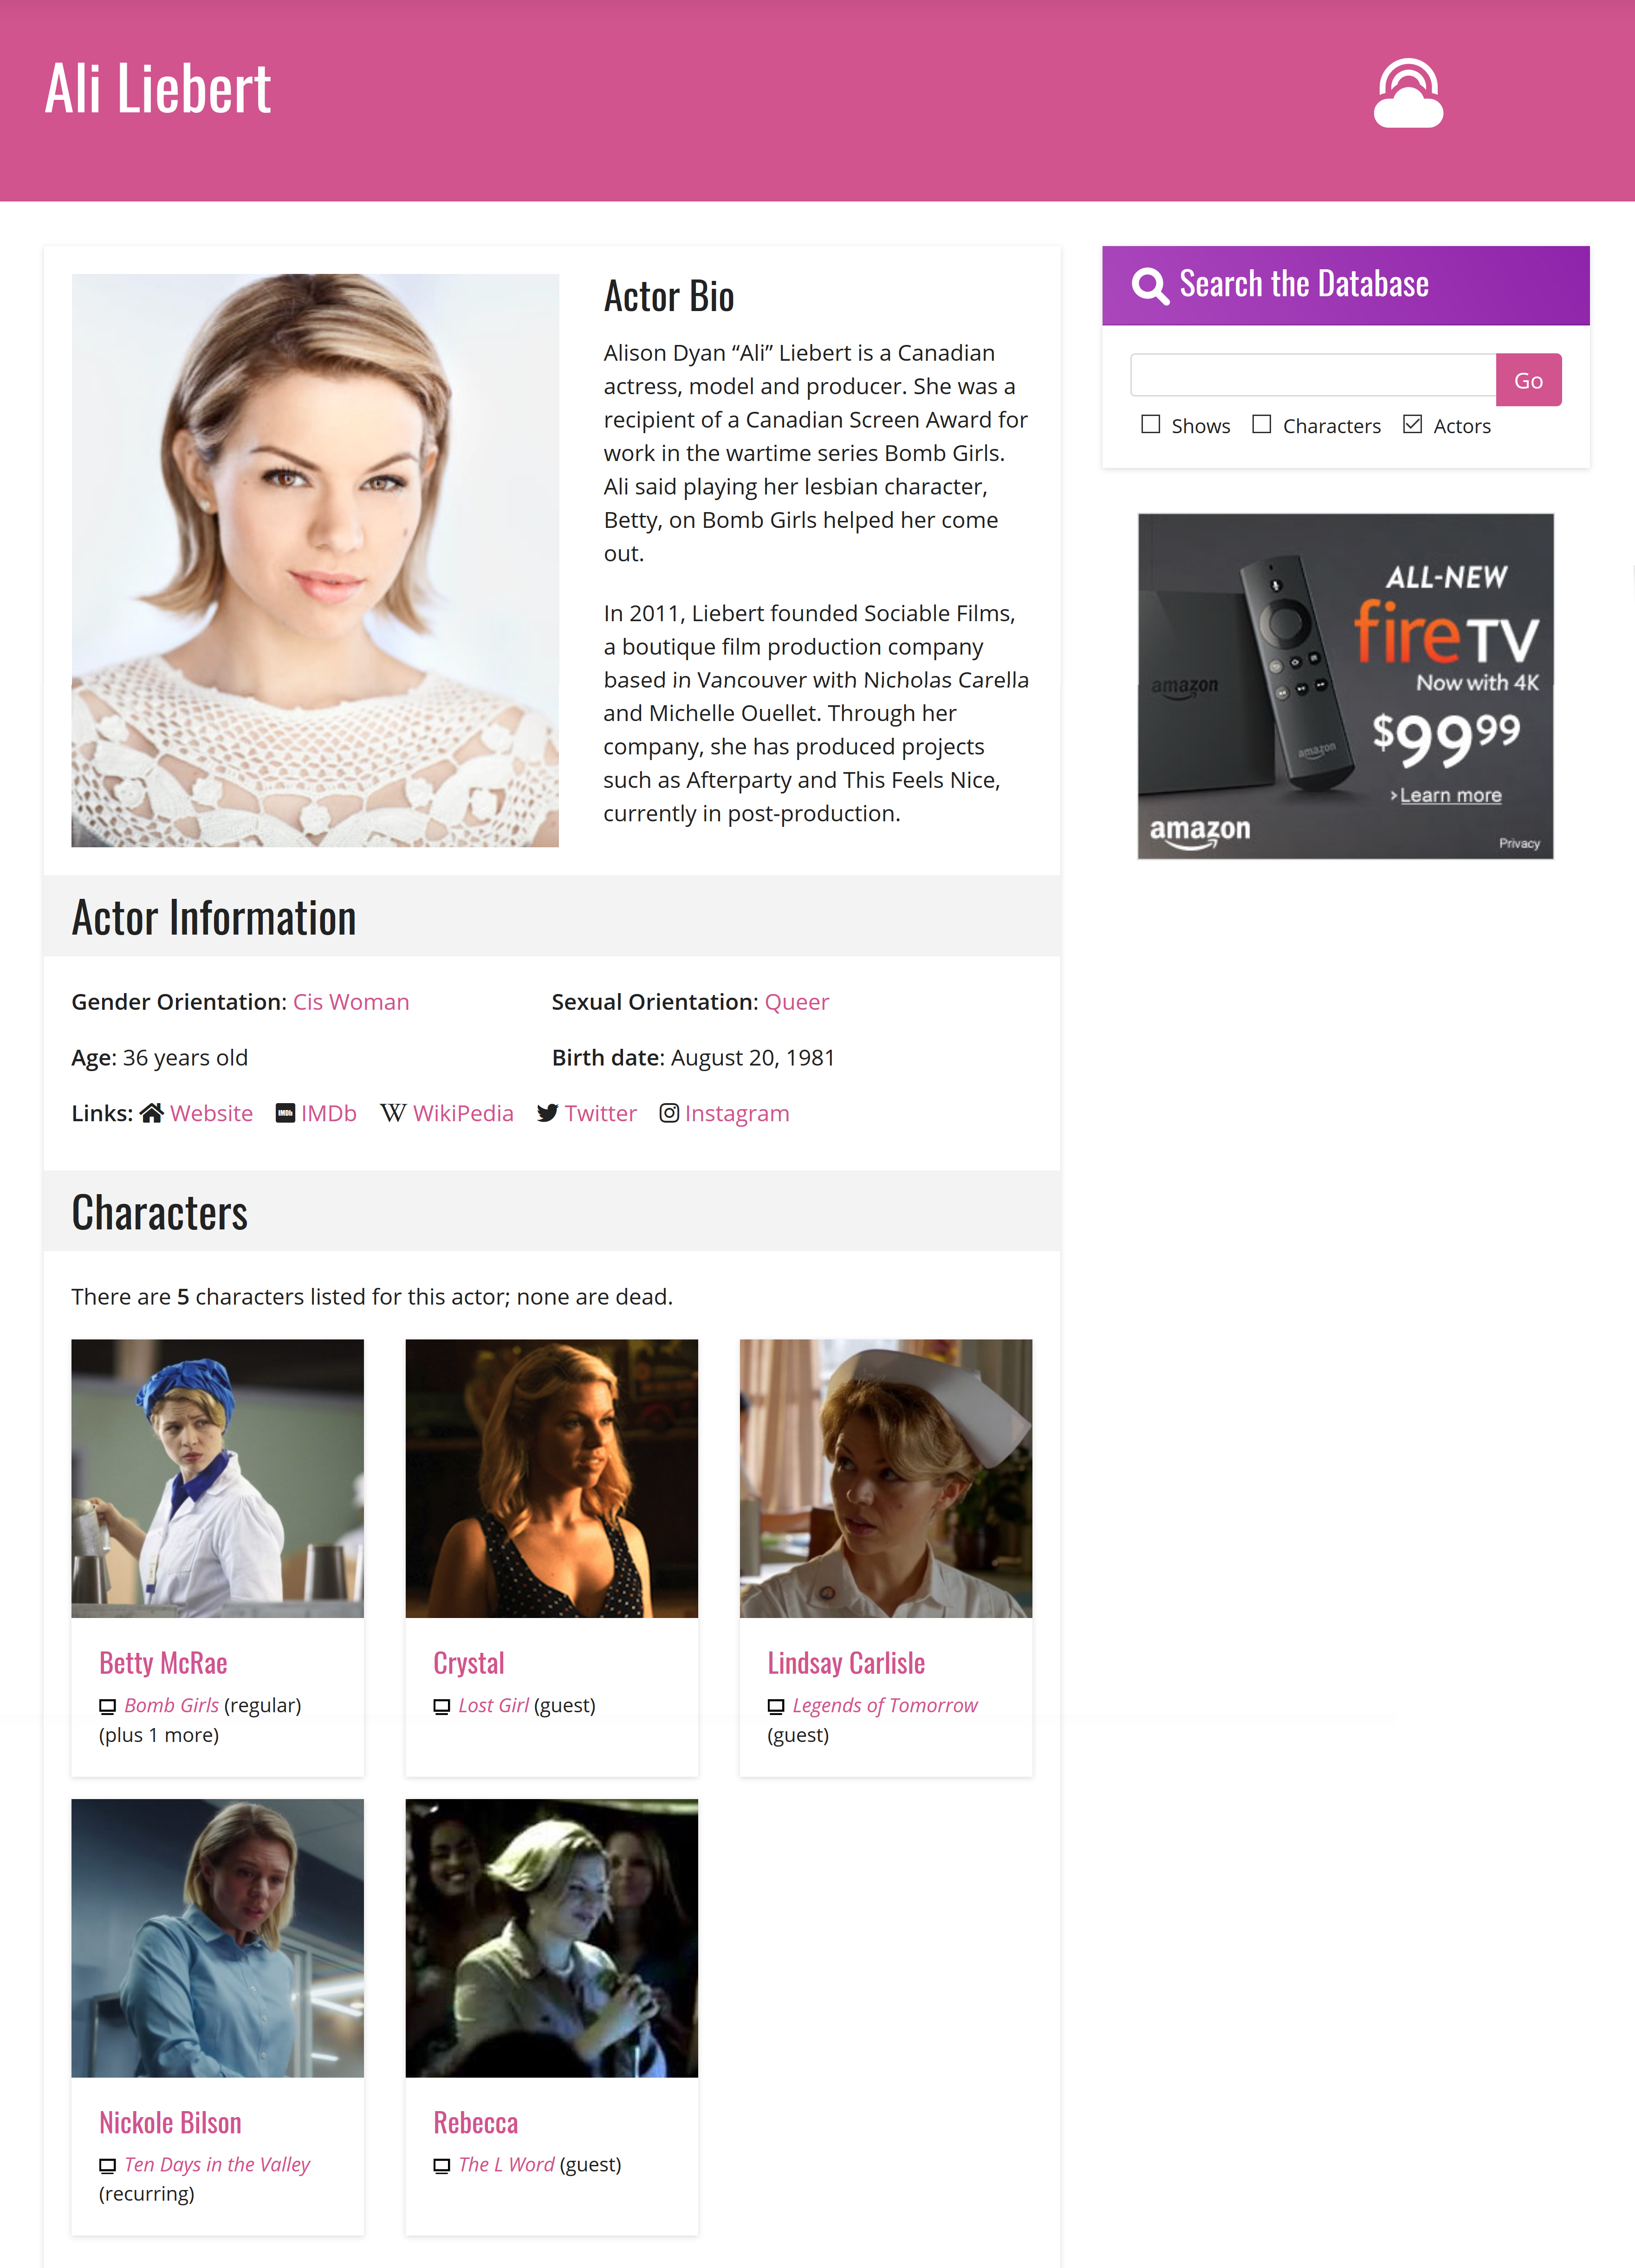 Ali Liebert
Actor Bio
Alison Dyan “Ali” Liebert is a Canadian
actress, model and producer. She was a
recipient of a Canadian Screen Award for
work in the wartime series Bomb Girls.
Ali said playing her lesbian character,
Betty, on Bomb Girls helped her come
out.
In 2011, Liebert founded Sociable Films,
a boutique film production company
based in Vancouver with Nicholas Carella
and Michelle Ouellet. Through her
company, she has produced projects
such as Afterparty and This Feels Nice,
currently in post-production.
Search the Database
Go
Shows Characters Actors
ALL-NEW
fireTV
Now with 4K
$99 99
> Learn more
amazon
amazon
amazon
Privacy
Actor Information
Gender Orientation: Cis Woman
Sexual Orientation: Queer
Age: 36 years old
Birth date: August 20, 1981
Links: Website IMDb IMDb W WikiPedia Twitter Instagram
Characters
There are 5 characters listed for this actor; none are dead.
Betty McRae
Bomb Girls (regular)
(plus 1 more)
Crystal
Lost Girl (guest)
Lindsay Carlisle
Legends of Tomorrow
(guest)
Nickole Bilson
Ten Days in the Valley
(recurring)
Rebecca
The L Word (guest)